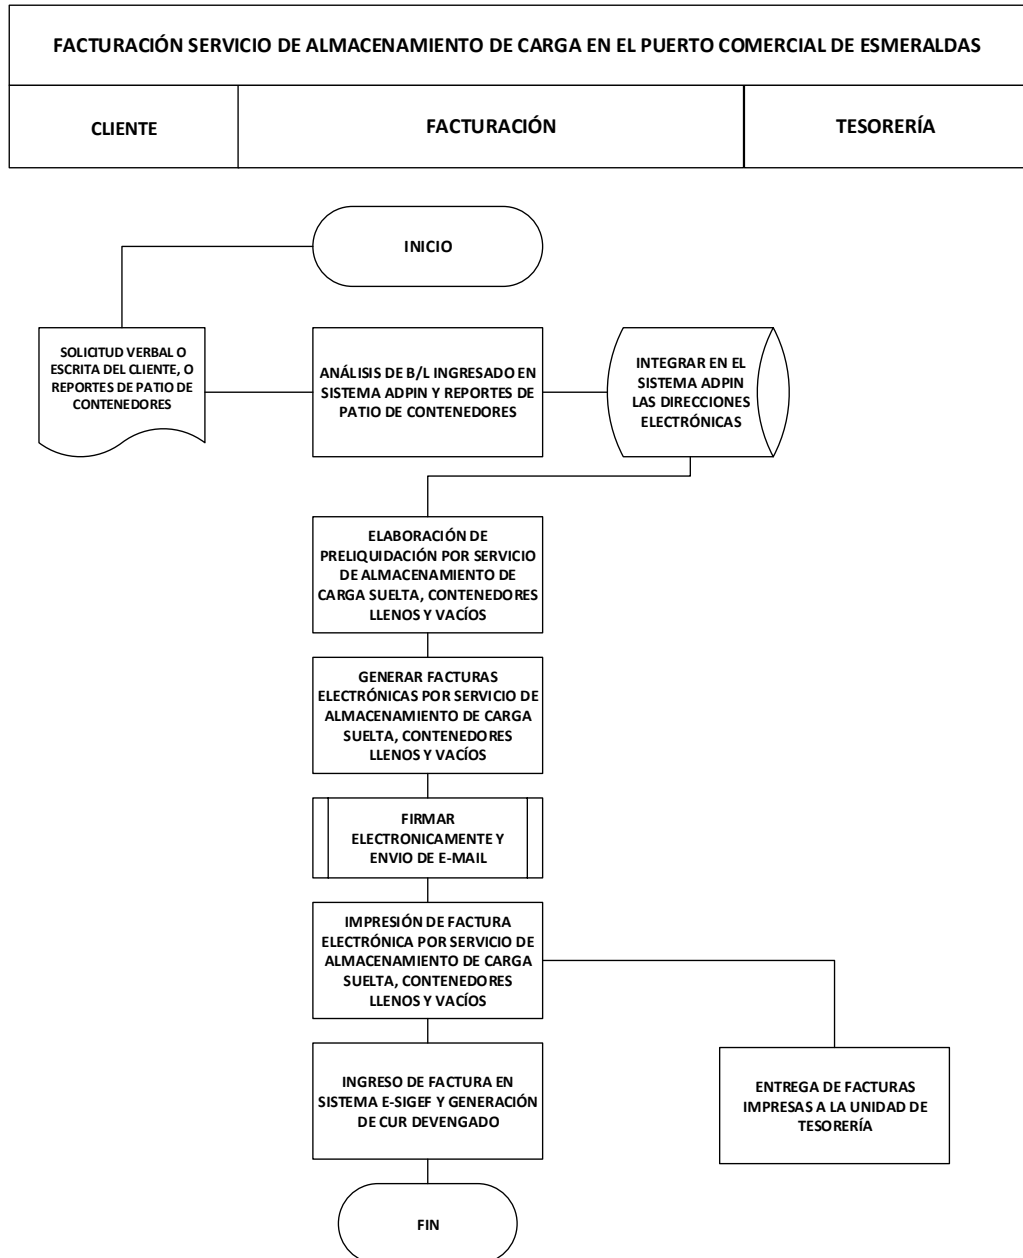 FACTURACIÓN SERVICIO DE ALMACENAMIENTO DE CARGA EN EL PUERTO COMERCIAL DE ESMERALDAS
CLIENTE
FACTURACIÓN
TESORERÍA
INICIO
SOLICITUD VERBAL O
ESCRITA DEL CLIENTE, O
REPORTES DE PATIO DE
CONTENEDORES
ANÁLISIS DE B/L INGRESADO EN
SISTEMA ADPIN Y REPORTES DE
PATIO DE CONTENEDORES
INTEGRAR EN EL
SISTEMA ADPIN
LAS DIRECCIONES
ELECTRÓNICAS
ELABORACIÓN DE
PRELIQUIDACIÓN POR SERVICIO
DE ALMACENAMIENTO DE
CARGA SUELTA, CONTENEDORES
LLENOS Y VACÍOS
GENERAR FACTURAS
ELECTRÓNICAS POR SERVICIO DE
ALMACENAMIENTO DE CARGA
SUELTA, CONTENEDORES
LLENOS Y VACÍOS
FIRMAR
ELECTRONICAMENTE Y
ENVIO DE E-MAIL
IMPRESIÓN DE FACTURA
ELECTRÓNICA POR SERVICIO DE
ALMACENAMIENTO DE CARGA
SUELTA, CONTENEDORES
LLENOS Y VACÍOS
INGRESO DE FACTURA EN
SISTEMA E-SIGEF Y GENERACIÓN
DE CUR DEVENGADO
ENTREGA DE FACTURAS
IMPRESAS A LA UNIDAD DE
TESORERÍA
FIN